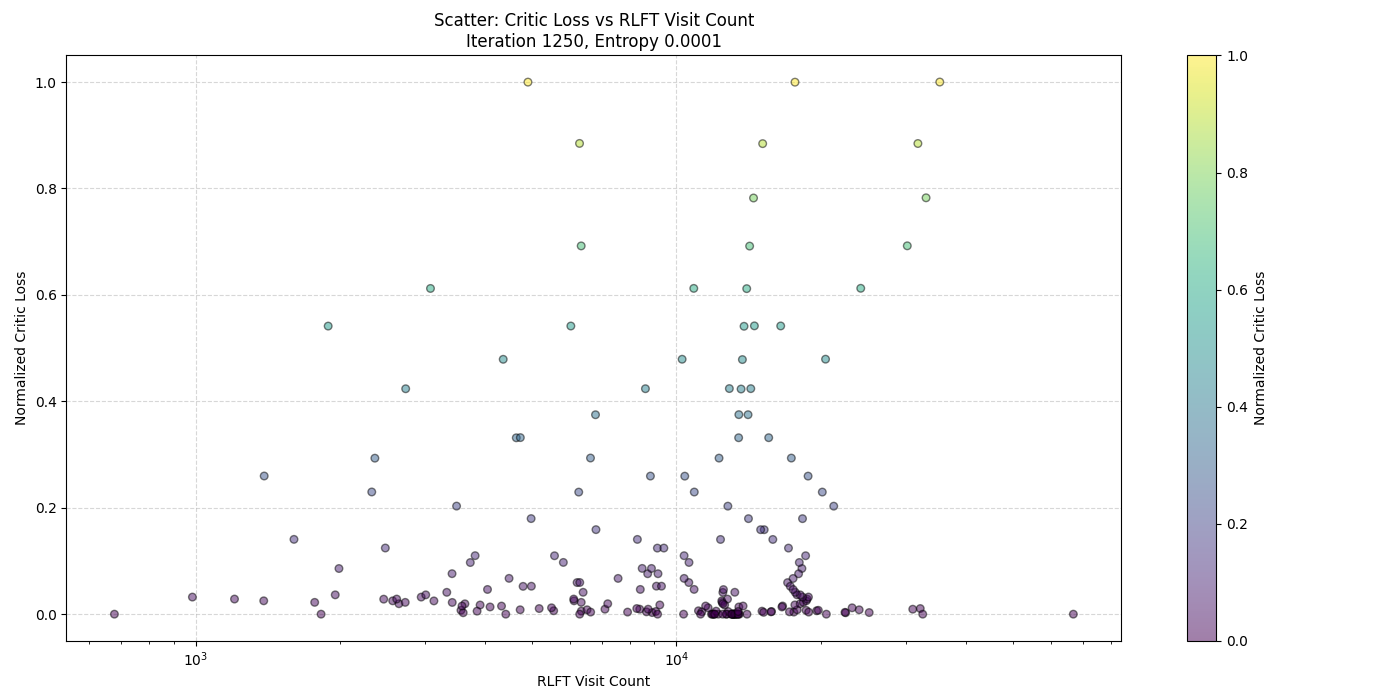 Scatter: Critic Loss vs RLFT Visit Count
Iteration 1250, Entropy 0.0001
Normalized Critic Loss
1.0
0.8
0.6
0.4
0.2
0.0
10³
10⁴
RLFT Visit Count
1.0
0.8
0.6
0.4
0.2
0.0
Normalized Critic Loss